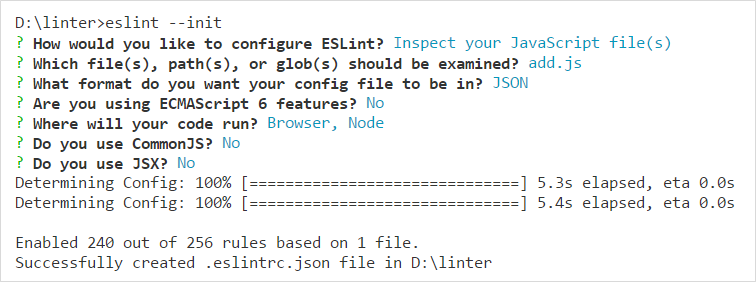 D:\linter>eslint --init
? How would you like to configure ESLint? Inspect your JavaScript file(s)
? Which file(s), path(s), or glob(s) should be examined? add.js
? What format do you want your config file to be in? JSON
? Are you using ECMAScript 6 features? No
? Where will your code run? Browser, Node
? Do you use CommonJS? No
? Do you use JSX? No
Determining Config: 100% [==============================] 5.3s elapsed, eta 0.0s
Determining Config: 100% [==============================] 5.4s elapsed, eta 0.0s
Enabled 240 out of 256 rules based on 1 file.
Successfully created .eslintrc.json file in D:\linter